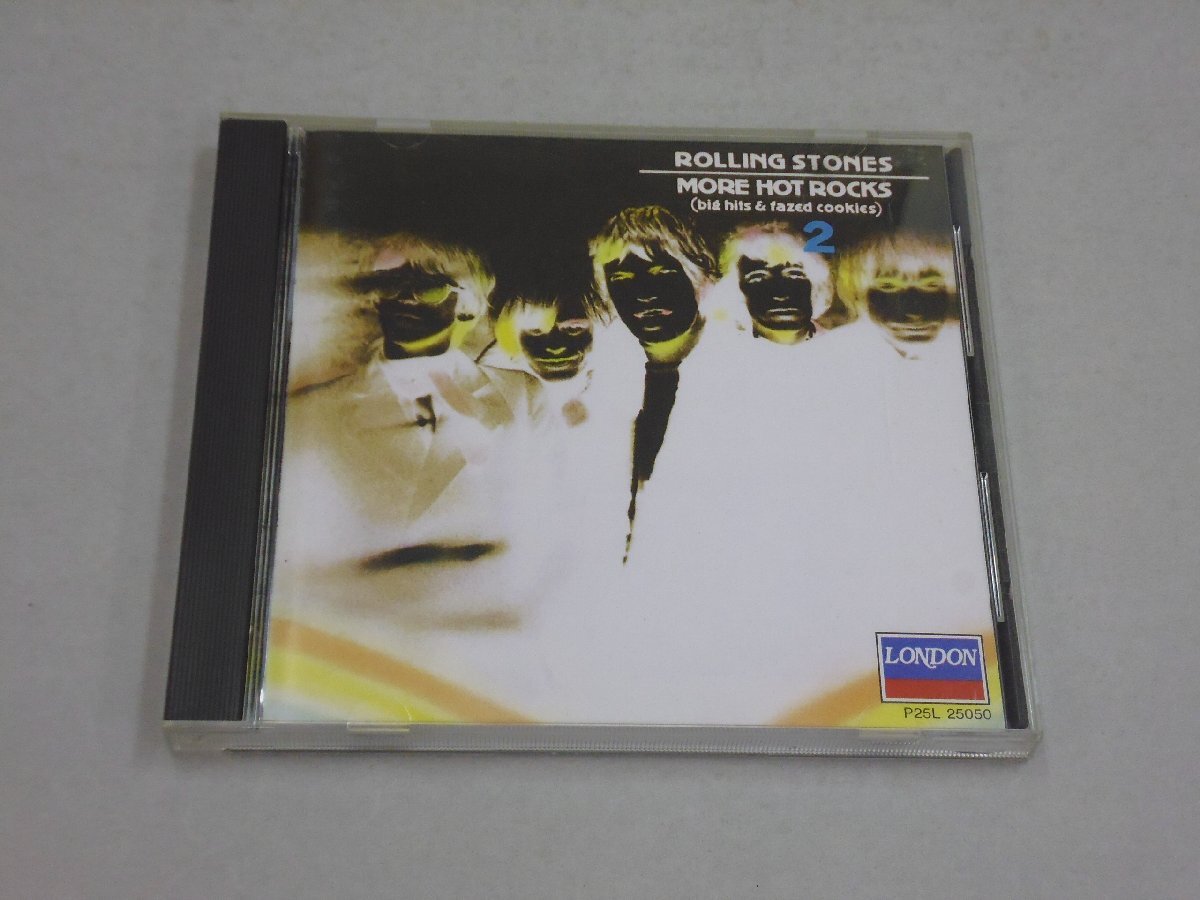 ROLLING STONES
MORE HOT ROCKS
(big hits & fazed cookies)
2
LONDON
P25L 25050